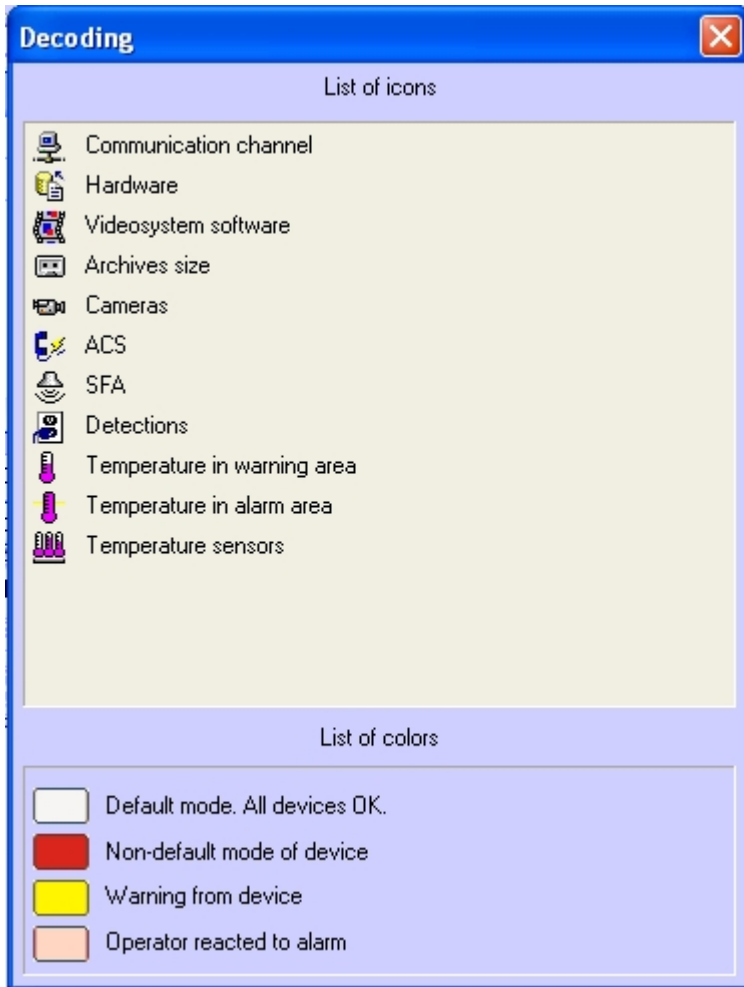 Decoding
List of icons
Communication channel
Hardware
Videosystem software
Archives size
Cameras
ACS
SFA
Detections
Temperature in warning area
Temperature in alarm area
Temperature sensors
List of colors
Default mode. All devices OK.
Non-default mode of device
Warning from device
Operator reacted to alarm